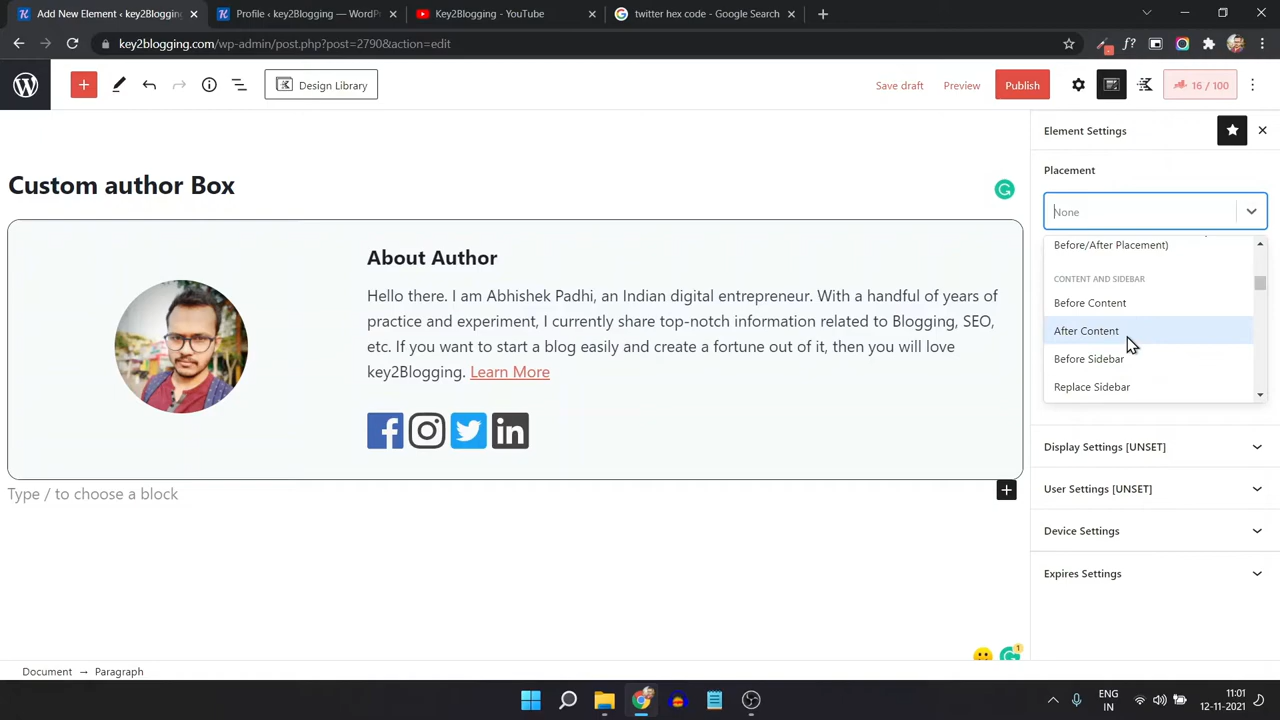 Add New Element ‹ key2Blogging
Profile ‹ key2Blogging — WordPr
Key2Blogging - YouTube
twitter hex code - Google Search
key2blogging.com/wp-admin/post.php?post=2790&action=edit
Design Library
Save draft
Preview
Publish
16 / 100
Element Settings
Placement
None
Before/After Placement)
CONTENT AND SIDEBAR
Before Content
After Content
Before Sidebar
Replace Sidebar
Display Settings [UNSET]
User Settings [UNSET]
Device Settings
Expires Settings
Custom author Box
About Author
Hello there. I am Abhishek Padhi, an Indian digital entrepreneur. With a handful of years of
practice and experiment, I currently share top-notch information related to Blogging, SEO,
etc. If you want to start a blog easily and create a fortune out of it, then you will love
key2Blogging. Learn More
Type / to choose a block
1
Document → Paragraph
ENG
IN
11:01
12-11-2021